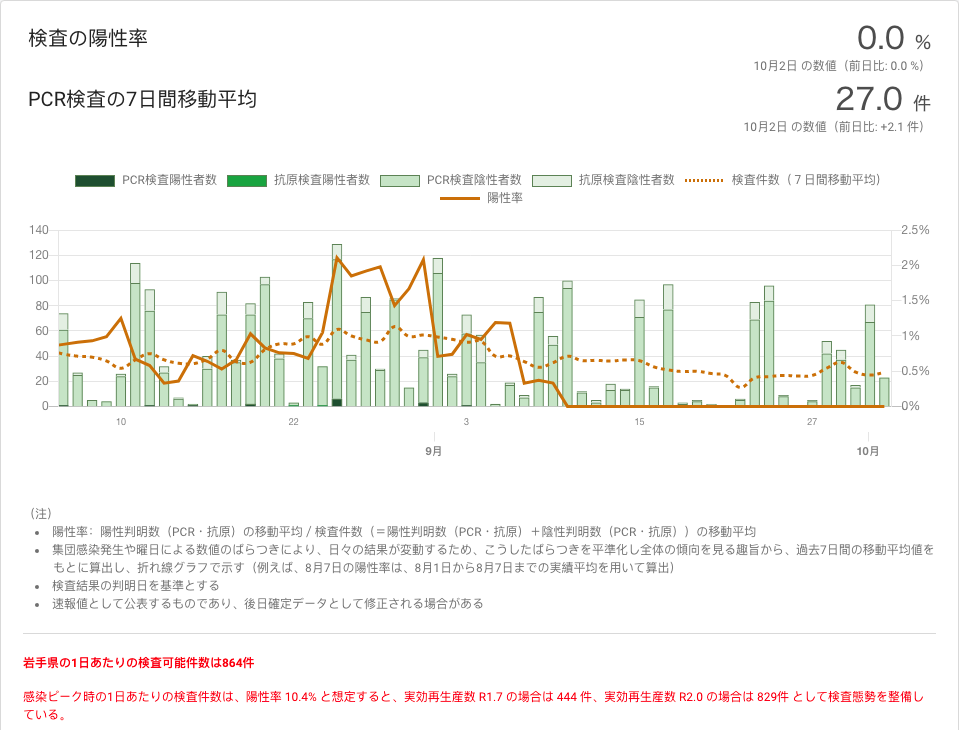 検査の陽性率
0.0 %
10月2日 の数値（前日比: 0.0 %）
PCR検査の7日間移動平均
27.0 件
10月2日 の数値（前日比: +2.1 件）
PCR検査陽性者数 抗原検査陽性者数 PCR検査陰性者数 抗原検査陰性者数 検査件数（７日間移動平均）
陽性率
140 2.5%
120 2%
100 1.5%
80
60 1%
40 0.5%
20
0 0%
10 22 3 15 27
9月 10月
（注）
• 陽性率：陽性判明数（PCR・抗原）の移動平均 / 検査件数（＝陽性判明数（PCR・抗原）＋陰性判明数（PCR・抗原））の移動平均
• 集団感染発生や曜日による数値のばらつきにより、日々の結果が変動するため、こうしたばらつきを平準化し全体の傾向を見る趣旨から、過去7日間の移動平均値を
もとに算出し、折れ線グラフで示す（例えば、8月7日の陽性率は、8月1日から8月7日までの実績平均を用いて算出）
• 検査結果の判明日を基準とする
• 速報値として公表するものであり、後日確定データとして修正される場合がある
岩手県の1日あたりの検査可能件数は864件
感染ピーク時の1日あたりの検査件数は、陽性率 10.4% と想定すると、実効再生産数 R1.7 の場合は 444 件、実効再生産数 R2.0 の場合は 829件 として検査態勢を整備し
ている。